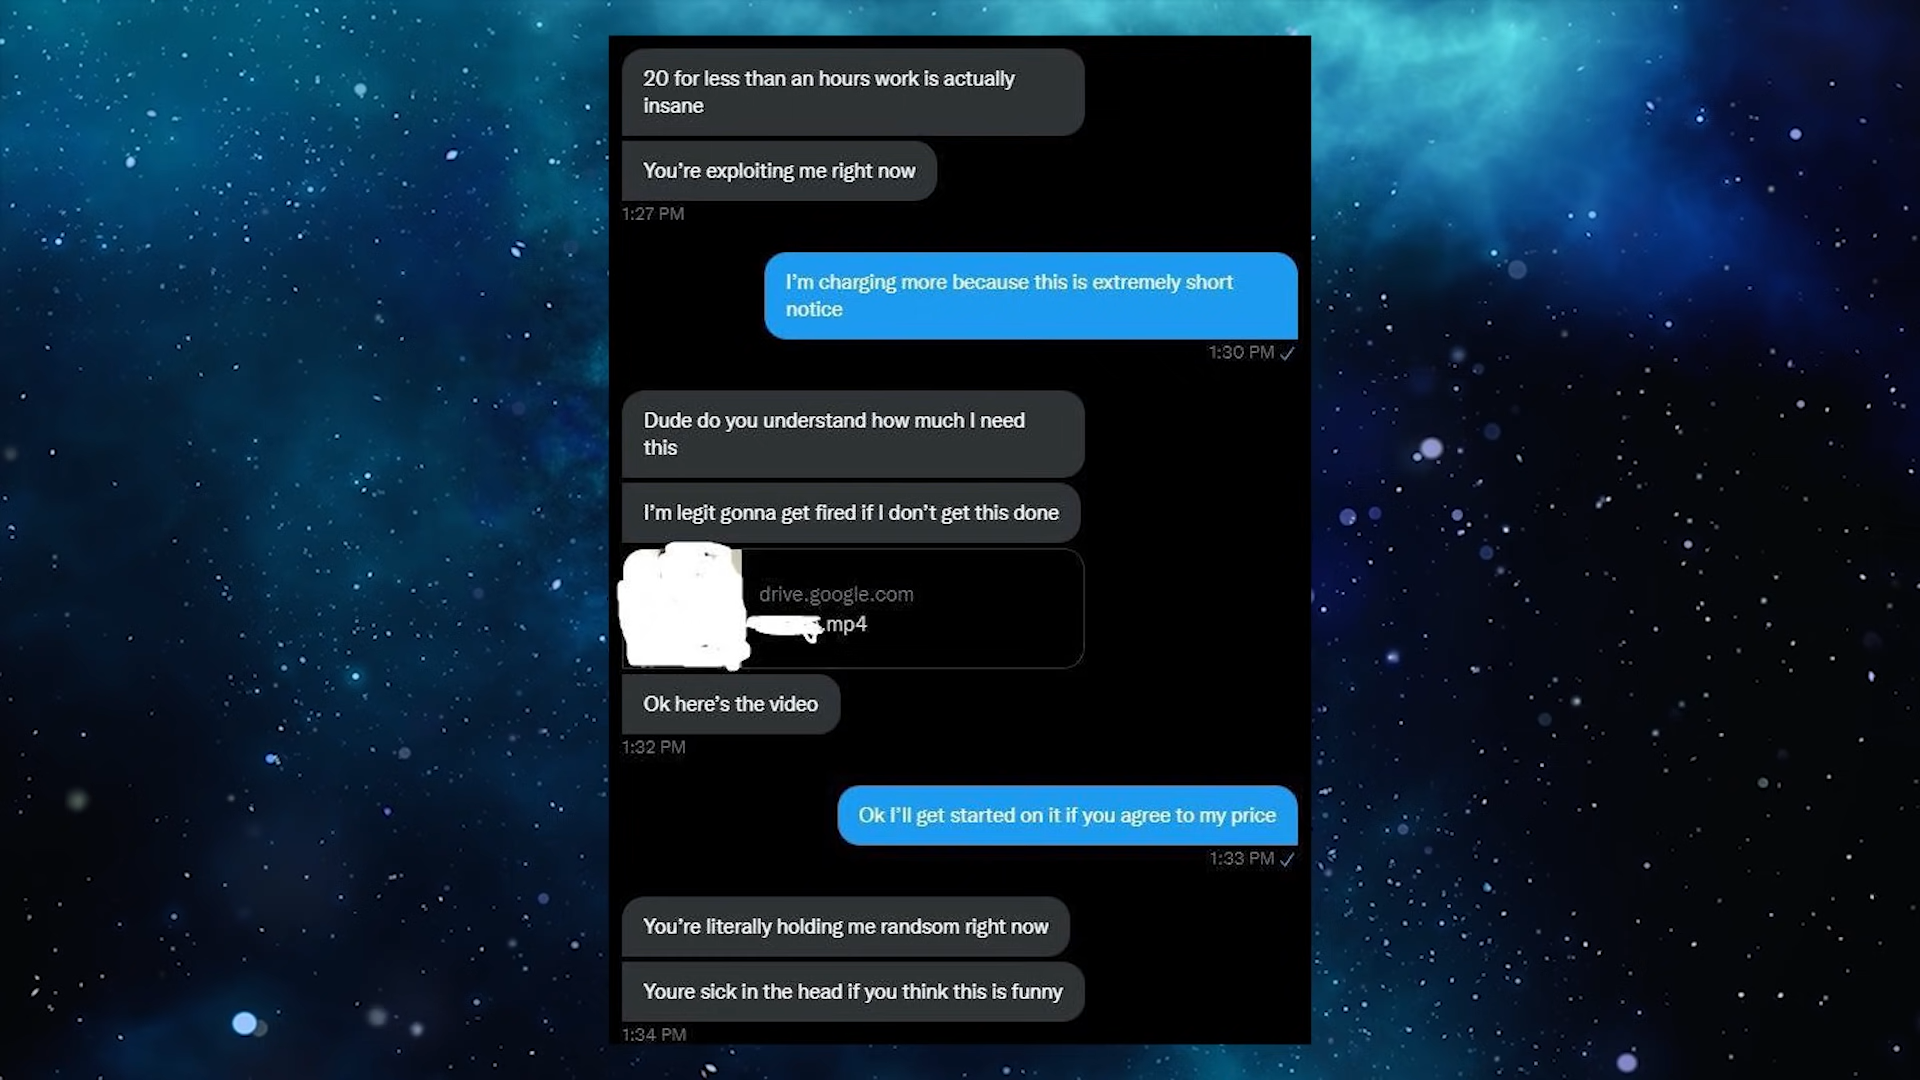 20 for less than an hours work is actually
insane
You’re exploiting me right now
1:27 PM
I’m charging more because this is extremely short
notice
1:30 PM
Dude do you understand how much I need
this
I’m legit gonna get fired if I don’t get this done
drive.google.com
.mp4
Ok here’s the video
1:32 PM
Ok I’ll get started on it if you agree to my price
1:33 PM
You’re literally holding me randsom right now
Youre sick in the head if you think this is funny
1:34 PM